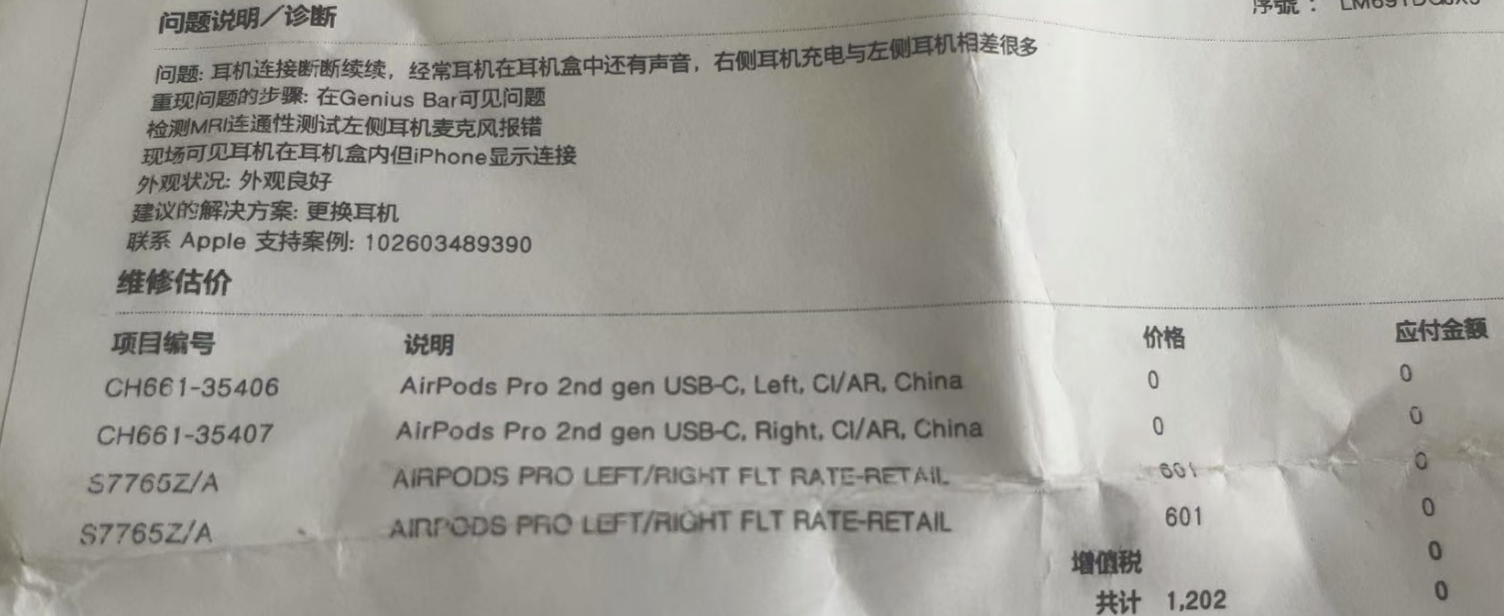 问题说明/诊断
序號：
问题: 耳机连接断断续续，经常耳机在耳机盒中还有声音，右侧耳机充电与左侧耳机相差很多
重现问题的步骤: 在Genius Bar可见问题
检测MRI连通性测试左侧耳机麦克风报错
现场可见耳机在耳机盒内但iPhone显示连接
外观状况: 外观良好
建议的解决方案: 更换耳机
联系 Apple 支持案例: 102603489390
维修估价
项目编号 说明 价格 应付金额
CH661-35406 AirPods Pro 2nd gen USB-C, Left, CI/AR, China 0 0
CH661-35407 AirPods Pro 2nd gen USB-C, Right, CI/AR, China 0 0
S7765Z/A AIRPODS PRO LEFT/RIGHT FLT RATE-RETAIL 601 0
S7765Z/A AIRPODS PRO LEFT/RIGHT FLT RATE-RETAIL 601 0
增值税 0
共计 1,202 0